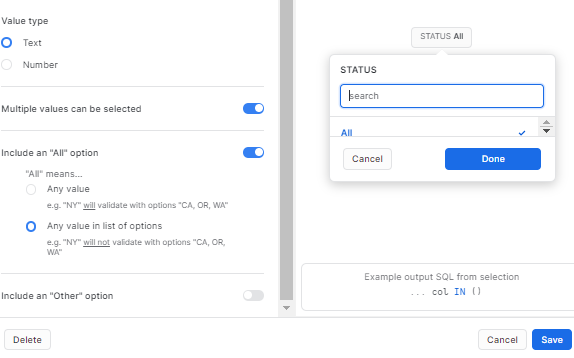 Value type
Text
Number
Multiple values can be selected
Include an "All" option
"All" means...
Any value
e.g. "NY" will validate with options "CA, OR, WA"
Any value in list of options
e.g. "NY" will not validate with options "CA, OR,
WA"
Include an "Other" option
Delete
STATUS All
STATUS
search
All
Cancel
Done
Example output SQL from selection
... col IN ()
Cancel
Save